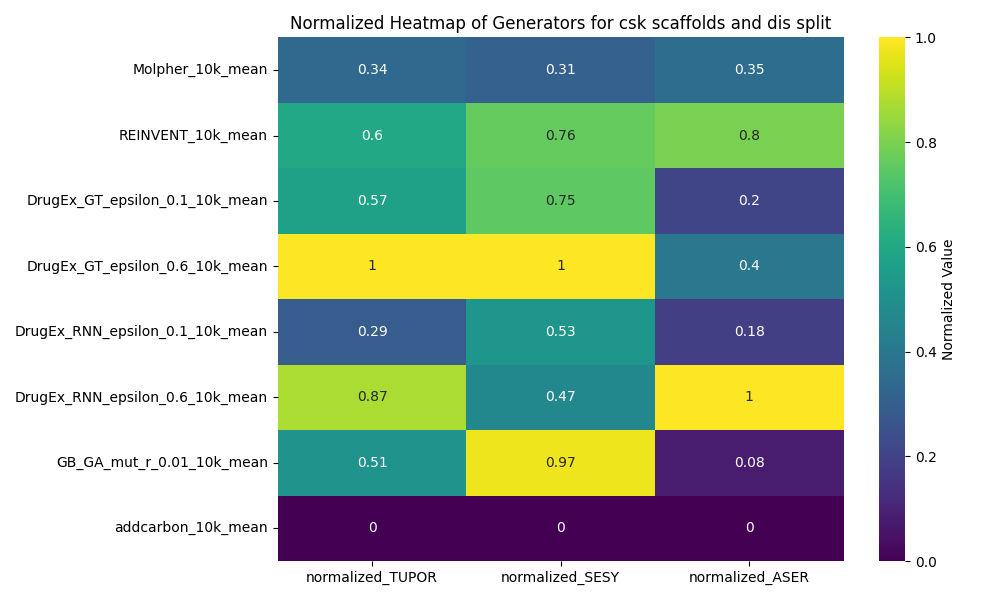 Normalized Heatmap of Generators for csk scaffolds and dis split
Molpher_10k_mean 0.34 0.31 0.35
REINVENT_10k_mean 0.6 0.76 0.8
DrugEx_GT_epsilon_0.1_10k_mean 0.57 0.75 0.2
DrugEx_GT_epsilon_0.6_10k_mean 1 1 0.4
DrugEx_RNN_epsilon_0.1_10k_mean 0.29 0.53 0.18
DrugEx_RNN_epsilon_0.6_10k_mean 0.87 0.47 1
GB_GA_mut_r_0.01_10k_mean 0.51 0.97 0.08
addcarbon_10k_mean 0 0 0
normalized_TUPOR normalized_SESY normalized_ASER
1.0
0.8
0.6
0.4
0.2
0.0
Normalized Value